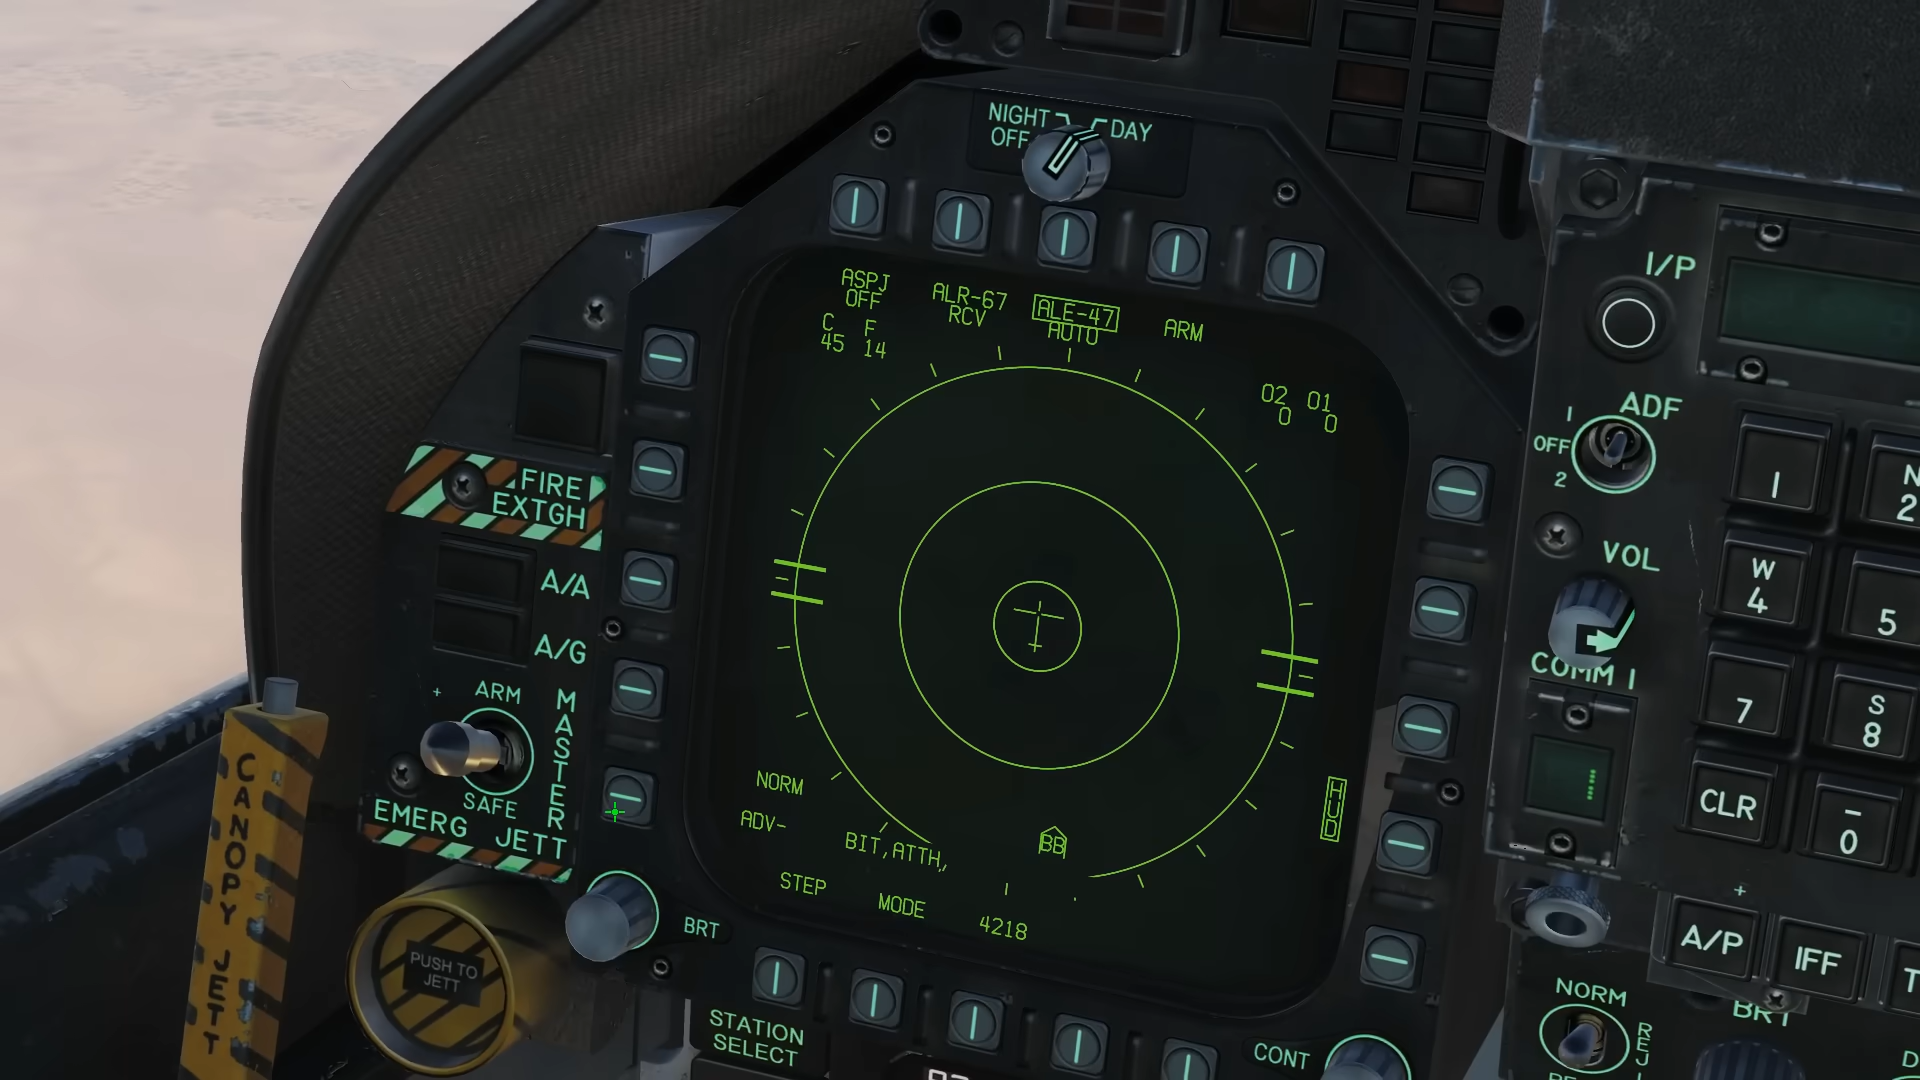 NIGHT
OFF
DAY
ASPJ
OFF
ALR-67
RCV
ALE-47
AUTO
ARM
C F
45 14
02 01
0 0
NORM
ADV-
BIT,ATTH,
BB
HUD
STEP
MODE
4218
FIRE
EXTGH
A/A
A/G
ARM
MASTER
SAFE
EMERG JETT
CANOPY JETT
PUSH TO
JETT
BRT
STATION
SELECT
CONT
I/P
ADF
1
OFF
2
VOL
COMM 1
1
N
2
W
4
5
7
S
8
CLR
–
0
A/P
IFF
NORM
BRT